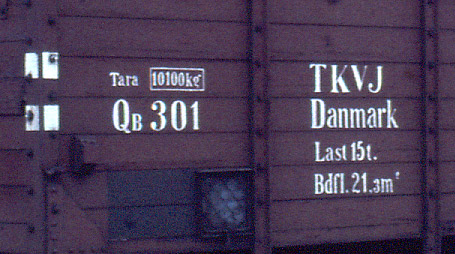 Tara 10100kg
QB 301
TKVJ
Danmark
Last 15t.
Bdfl. 21.3m²